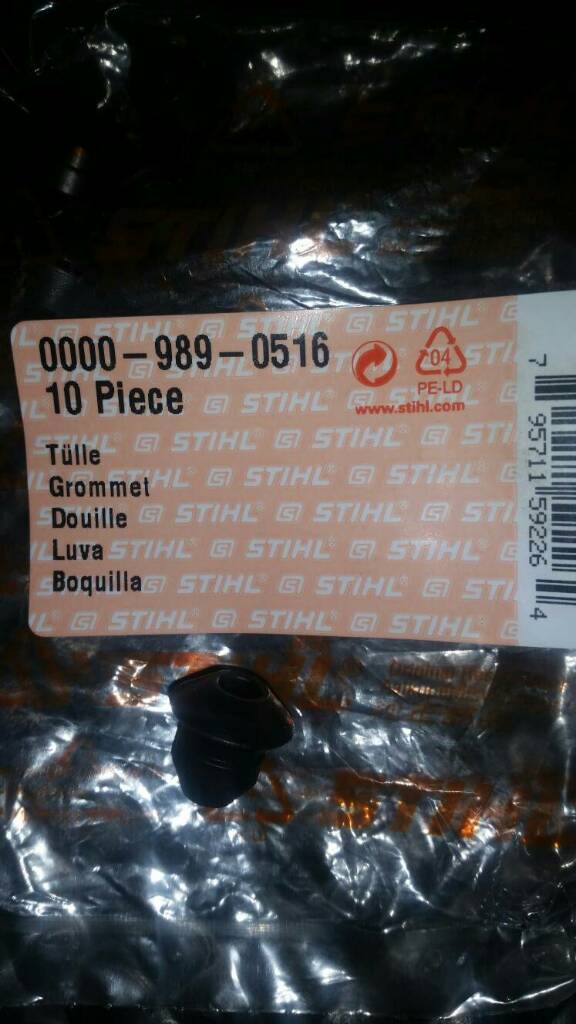 0000-989-0516
10 Piece
04
PE-LD
www.stihl.com
Tülle
Grommet
Douille
Luva
Boquilla
STIHL
7 95711 59226 4